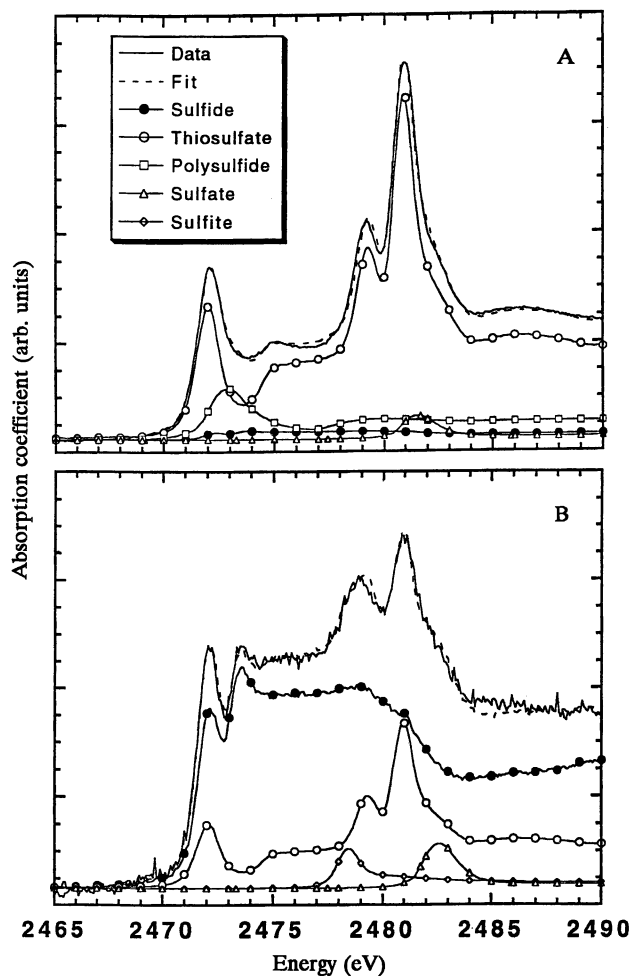 Data
Fit
Sulfide
Thiosulfate
Polysulfide
Sulfate
Sulfite
A
Absorption coefficient (arb. units)
B
2465 2470 2475 2480 2485 2490
Energy (eV)